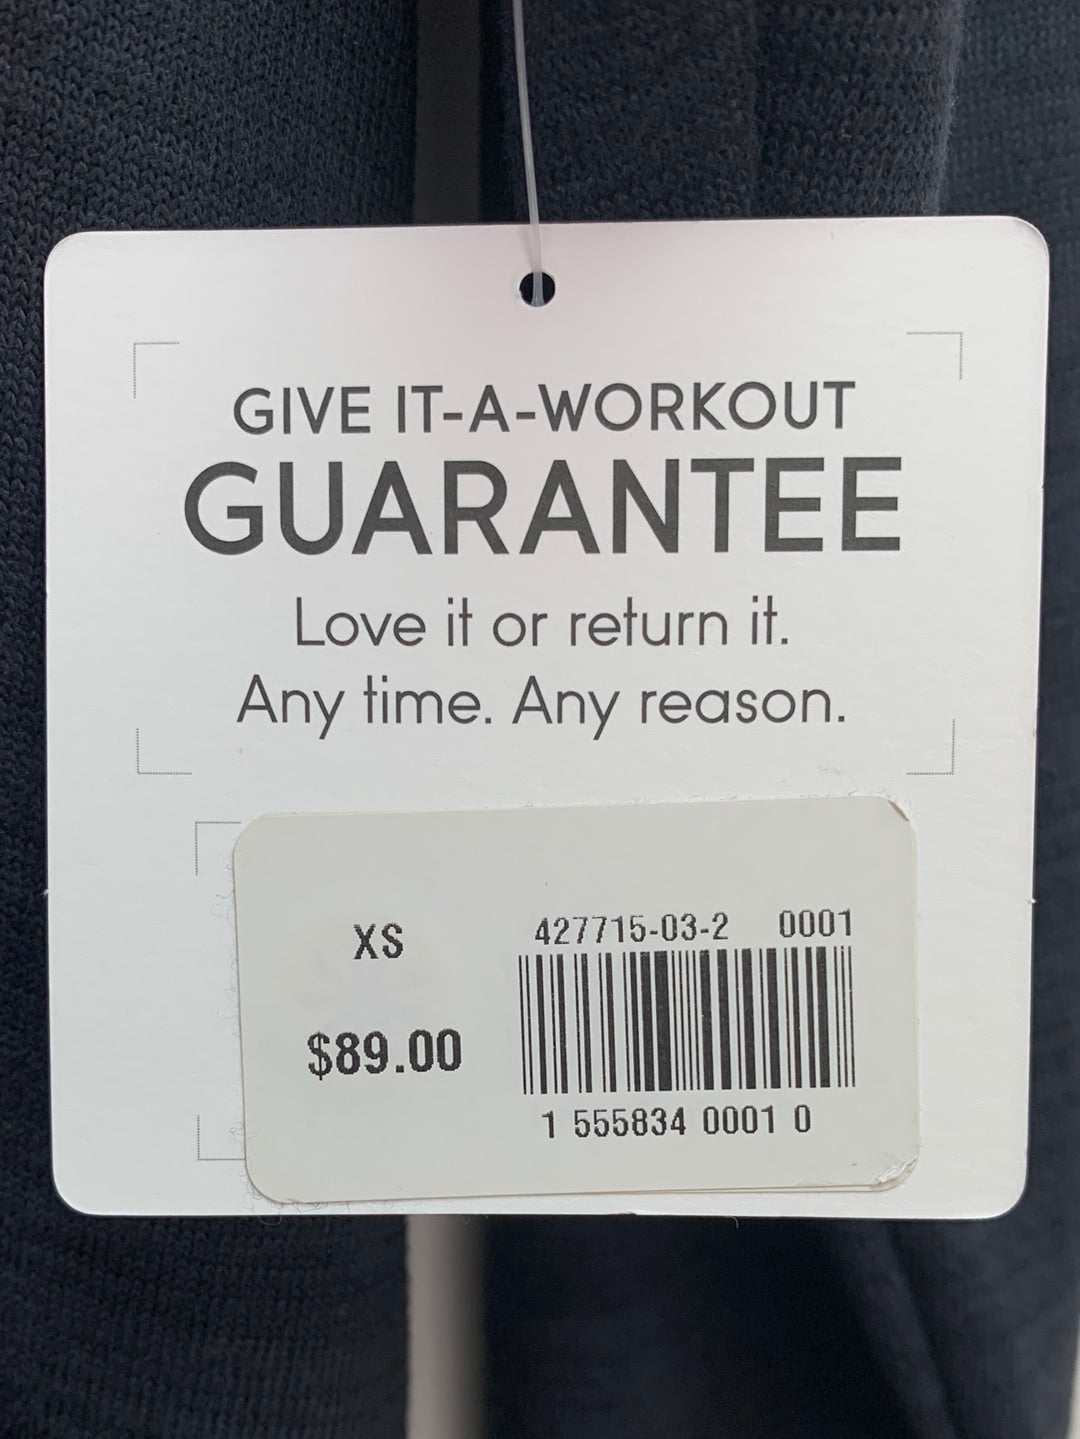 GIVE IT-A-WORKOUT
GUARANTEE
Love it or return it.
Any time. Any reason.
XS
427715-03-2 0001
$89.00
1 555834 0001 0